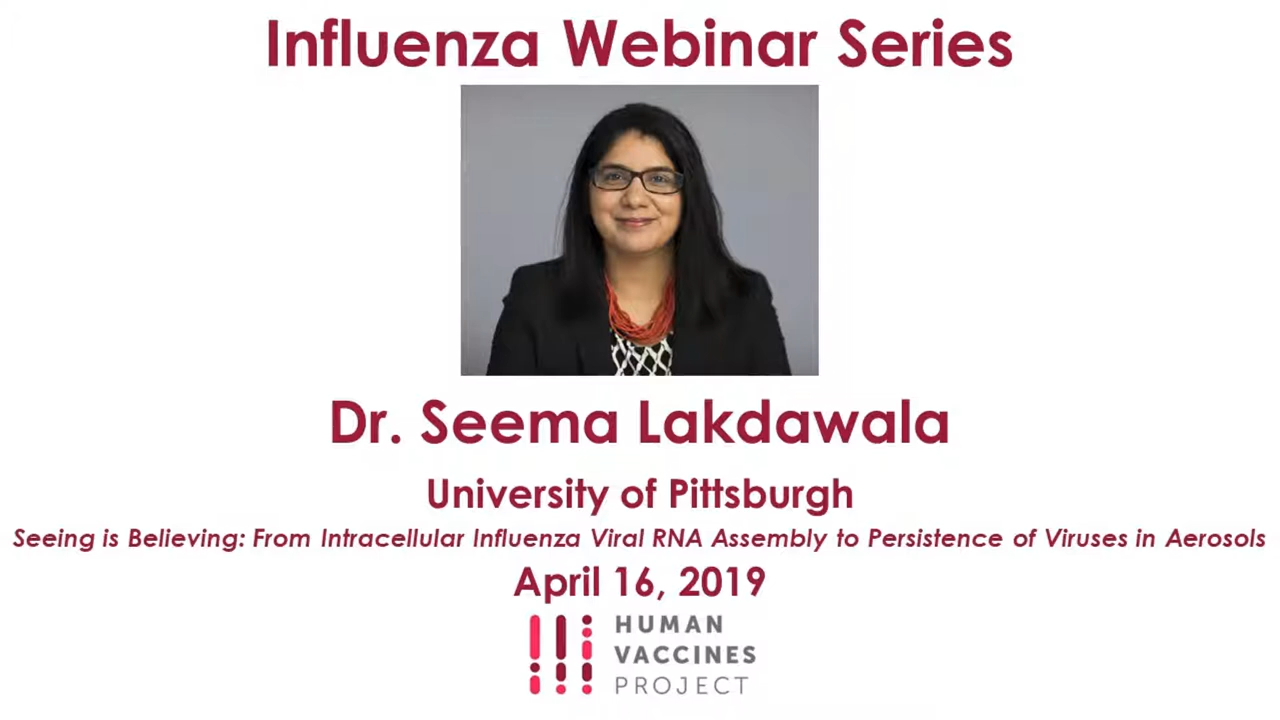 Influenza Webinar Series
Dr. Seema Lakdawala
University of Pittsburgh
Seeing is Believing: From Intracellular Influenza Viral RNA Assembly to Persistence of Viruses in Aerosols
April 16, 2019
HUMAN
VACCINES
PROJECT